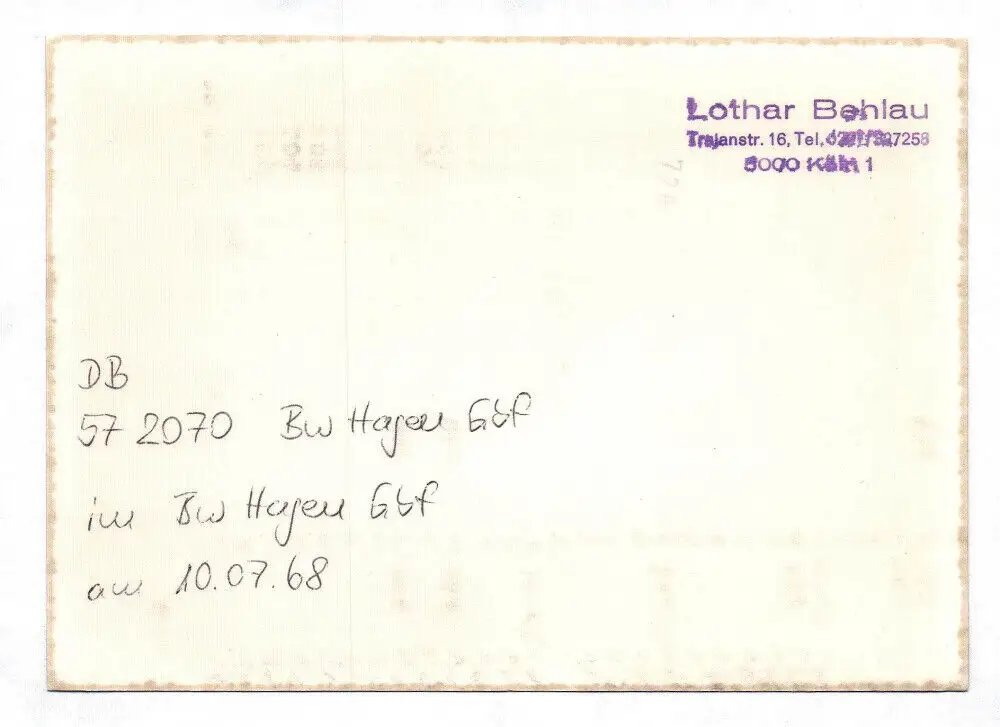 Lothar Behlau
Trajanstr. 16, Tel.
5000 Köln 1
DB
57 2070 Bw Hagen Gbf
im Bw Hagen Gbf
am 10.07.68